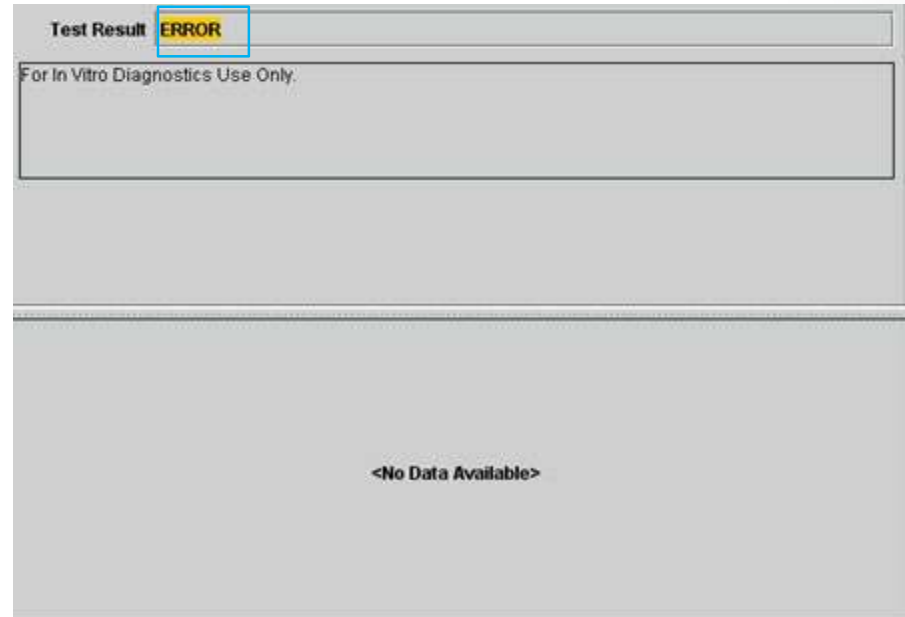 Test Result ERROR
For In Vitro Diagnostics Use Only.
<No Data Available>